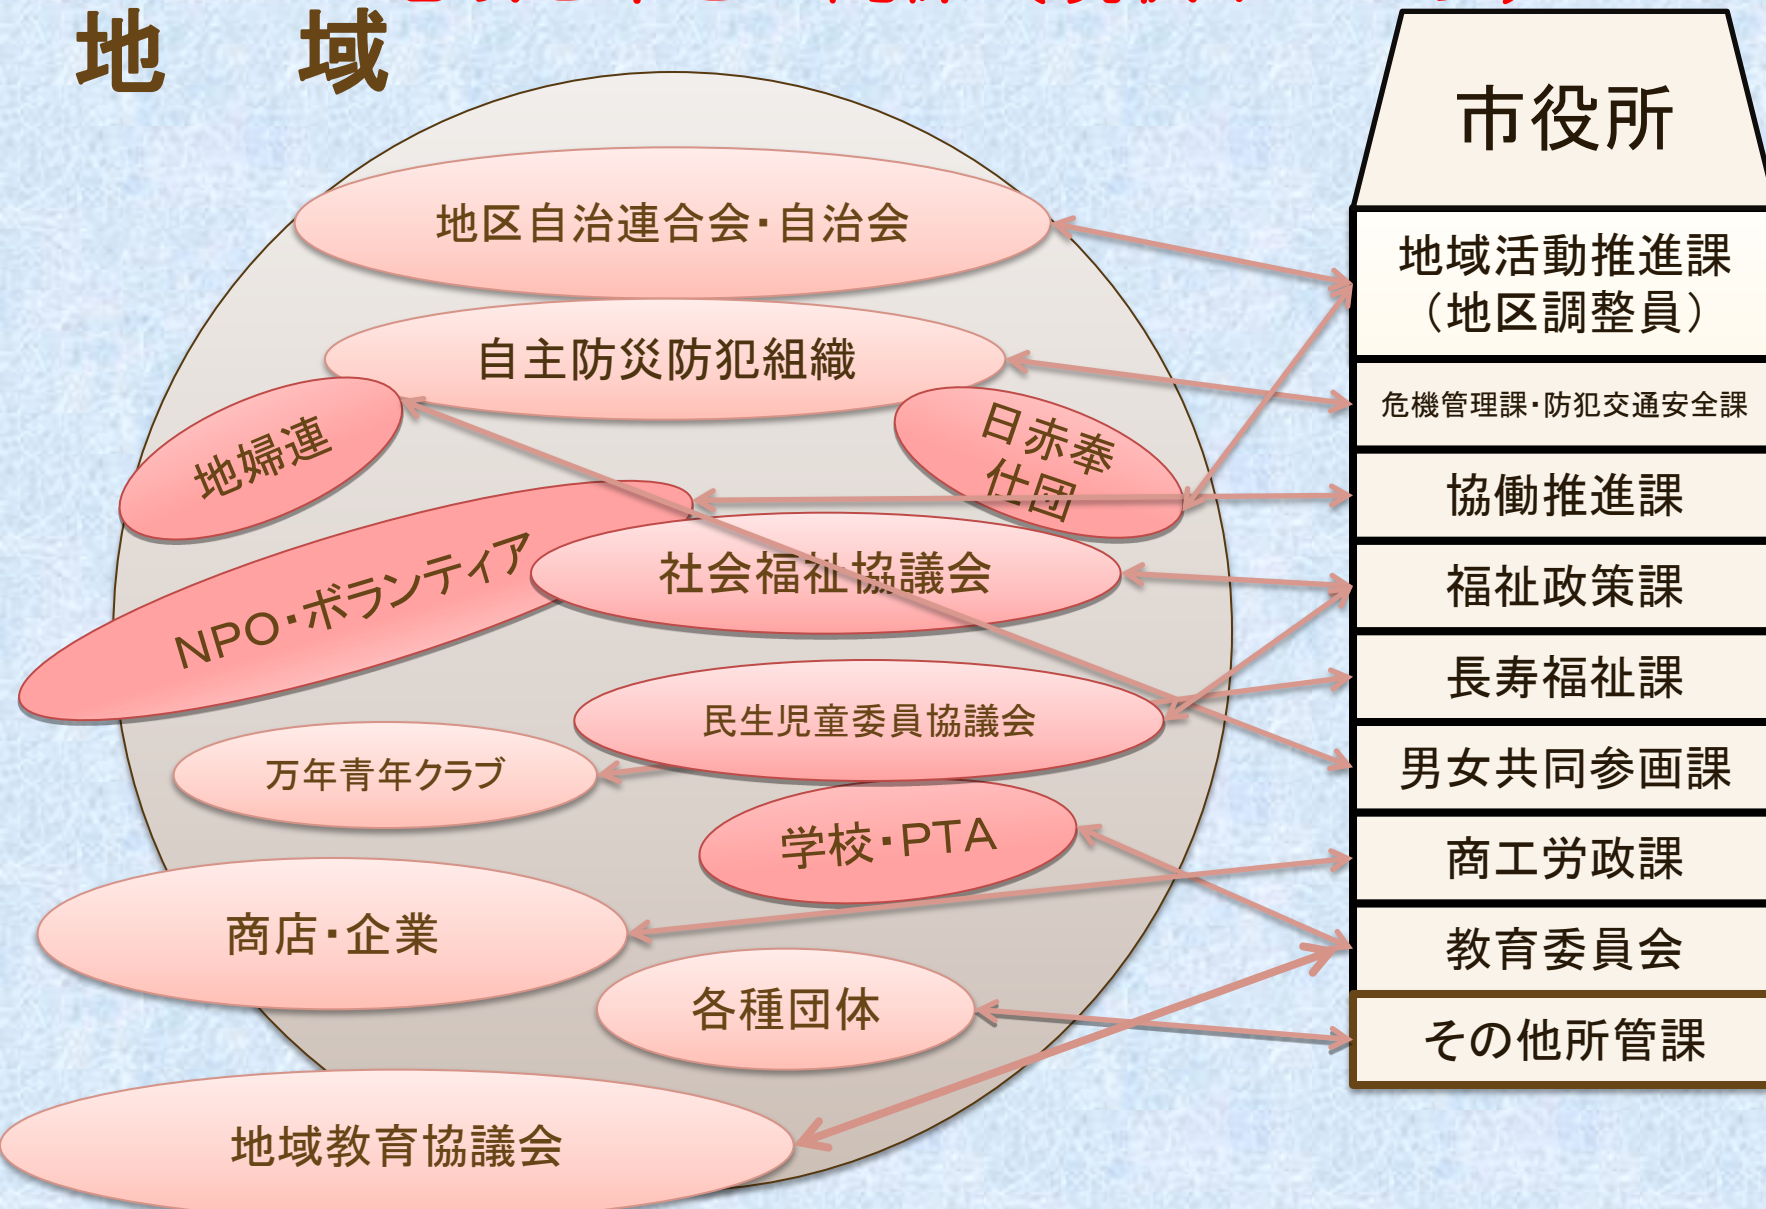 地　域
地区自治連合会・自治会
自主防災防犯組織
地婦連
日赤奉
仕団
NPO・ボランティア
社会福祉協議会
民生児童委員協議会
万年青年クラブ
学校・PTA
商店・企業
各種団体
地域教育協議会
市役所
地域活動推進課
（地区調整員）
危機管理課・防犯交通安全課
協働推進課
福祉政策課
長寿福祉課
男女共同参画課
商工労政課
教育委員会
その他所管課